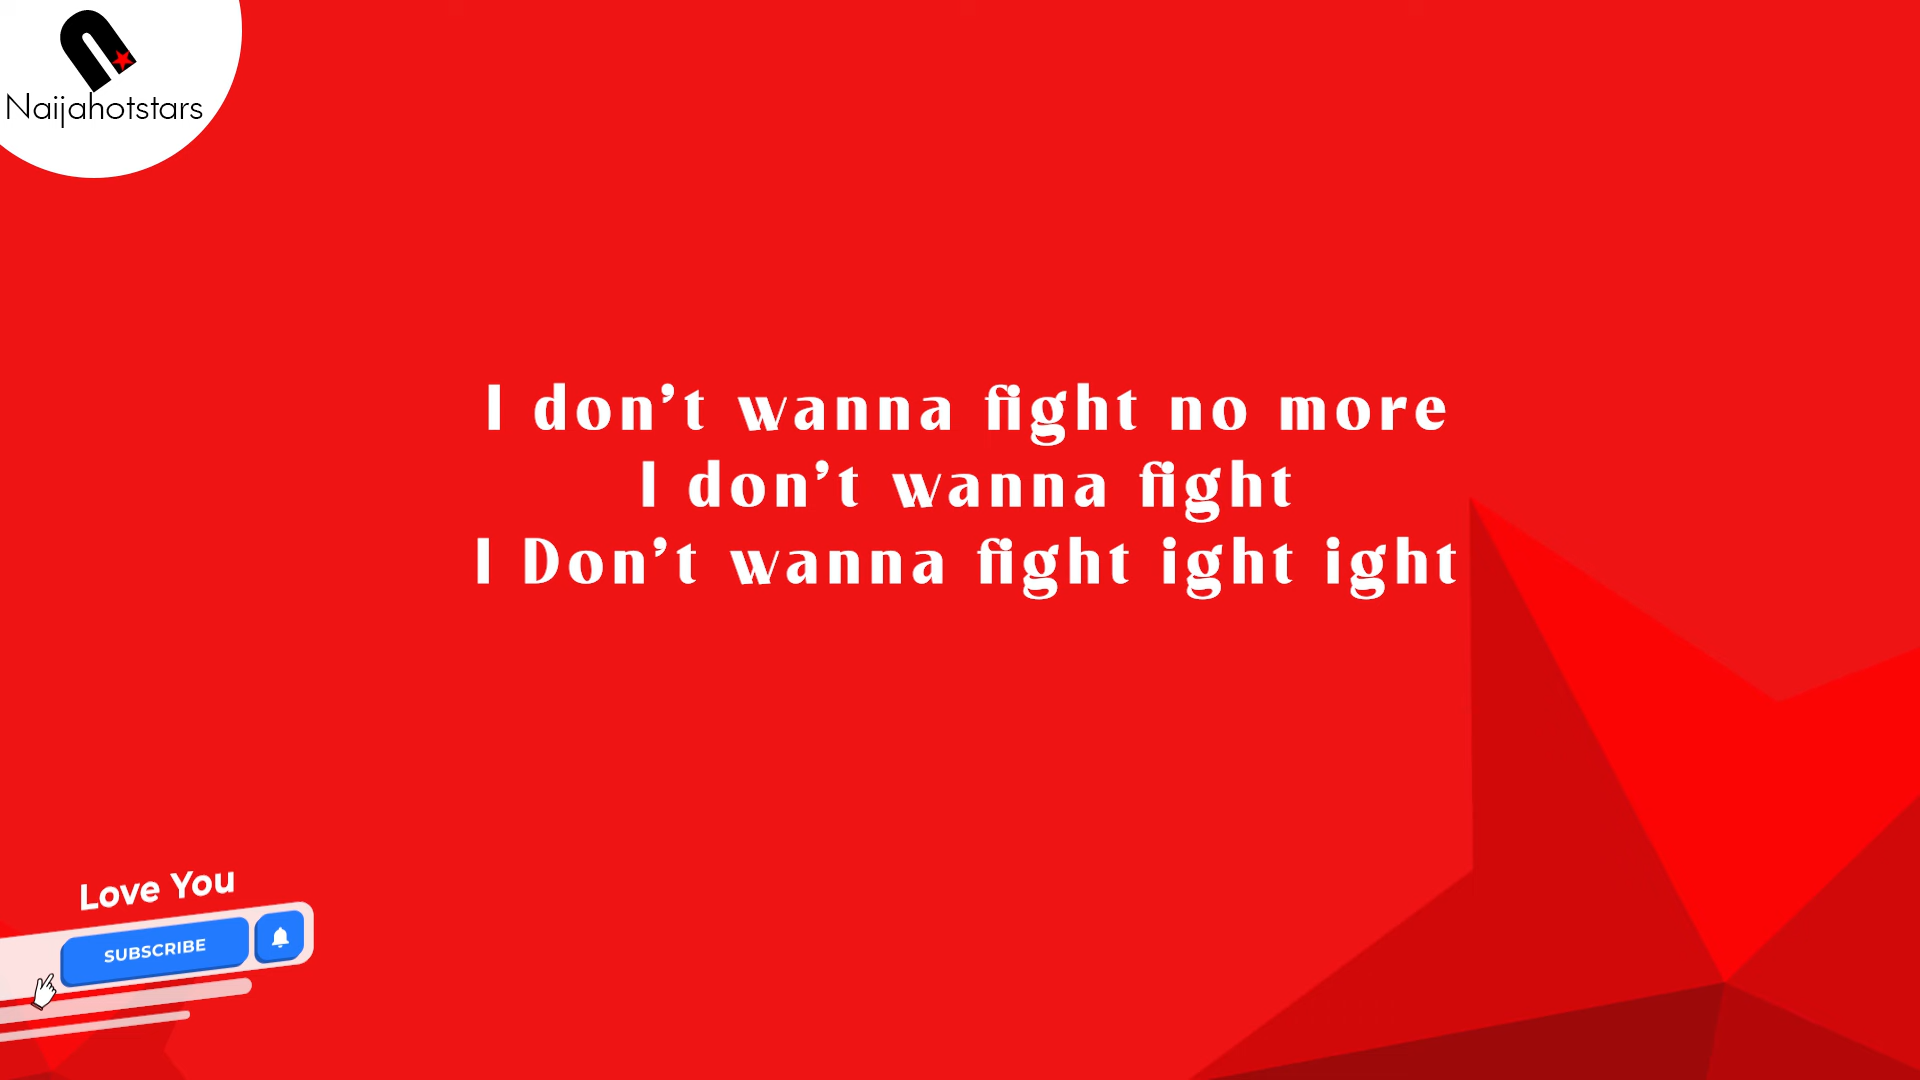 Naijahotstars
I don’t wanna fight no more
I don’t wanna fight
I Don’t wanna fight ight ight
Love You
SUBSCRIBE